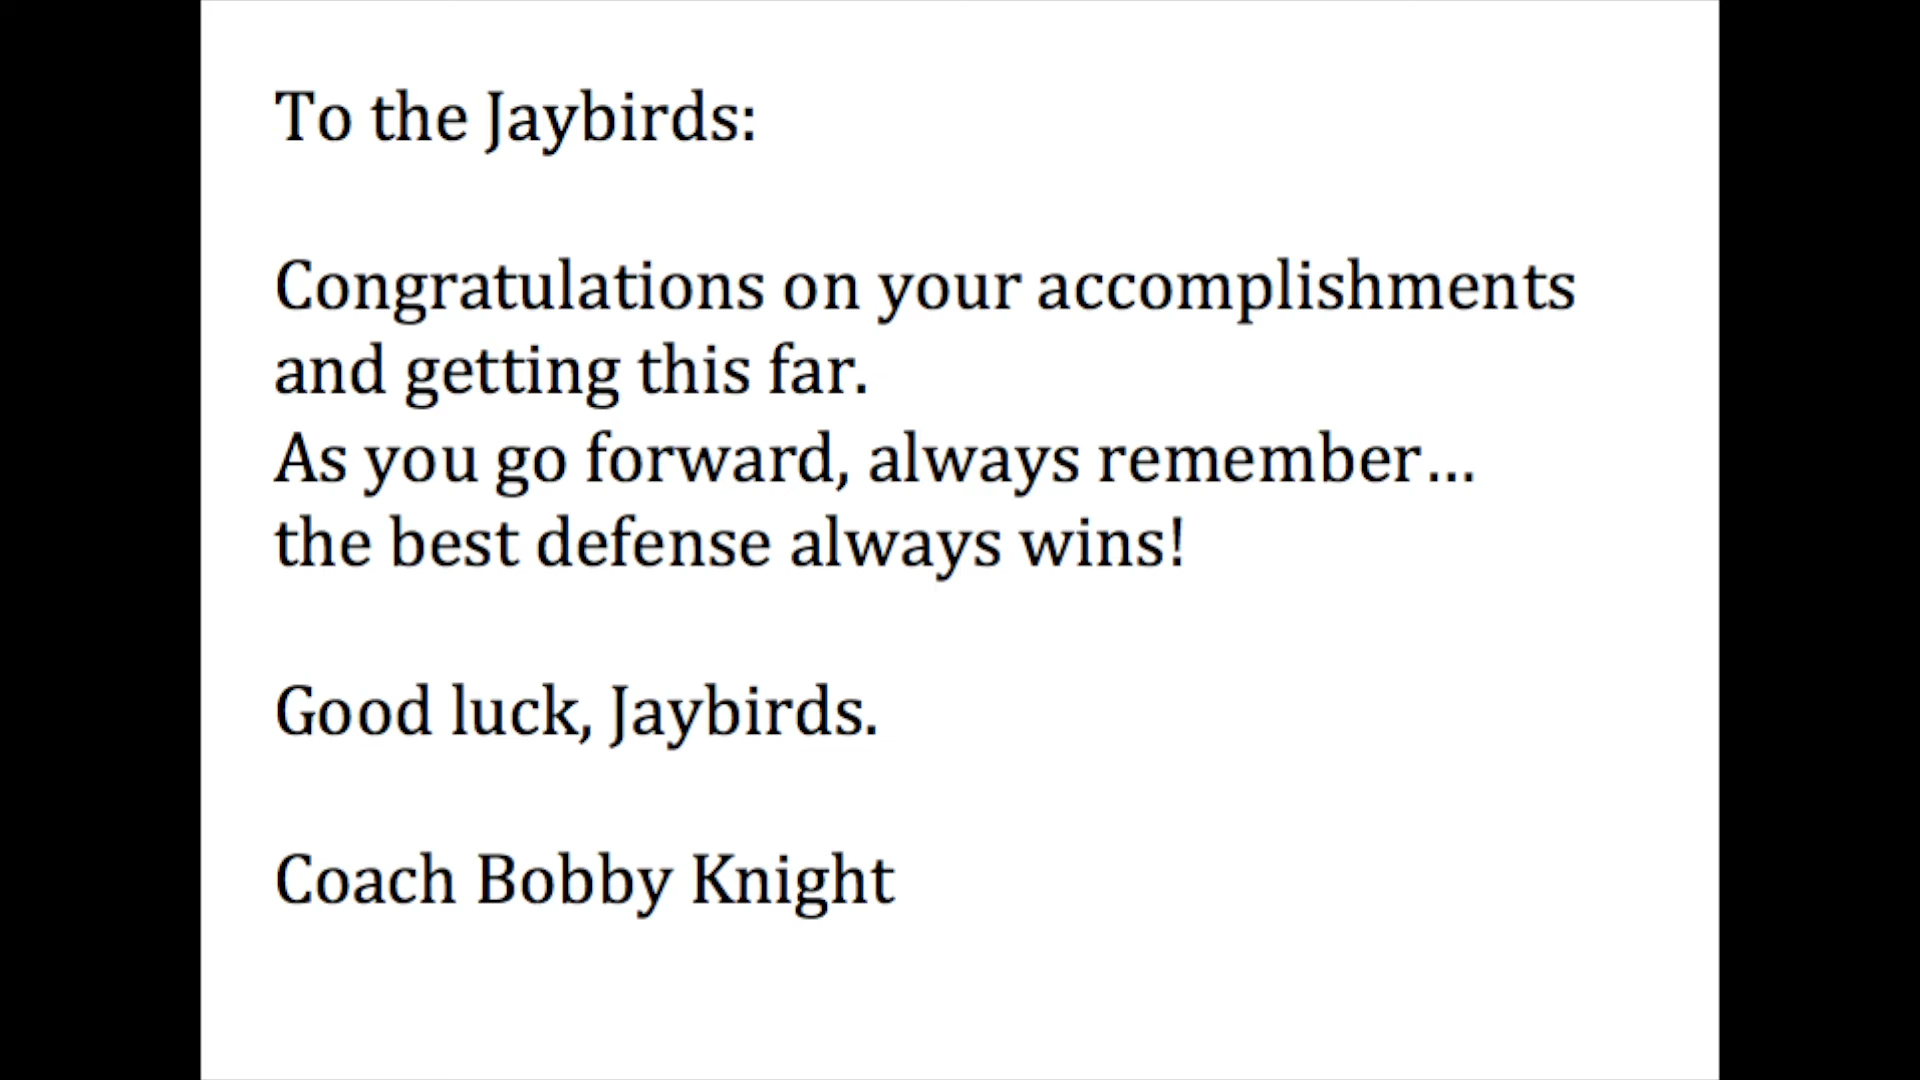 To the Jaybirds:
Congratulations on your accomplishments
and getting this far.
As you go forward, always remember…
the best defense always wins!
Good luck, Jaybirds.
Coach Bobby Knight